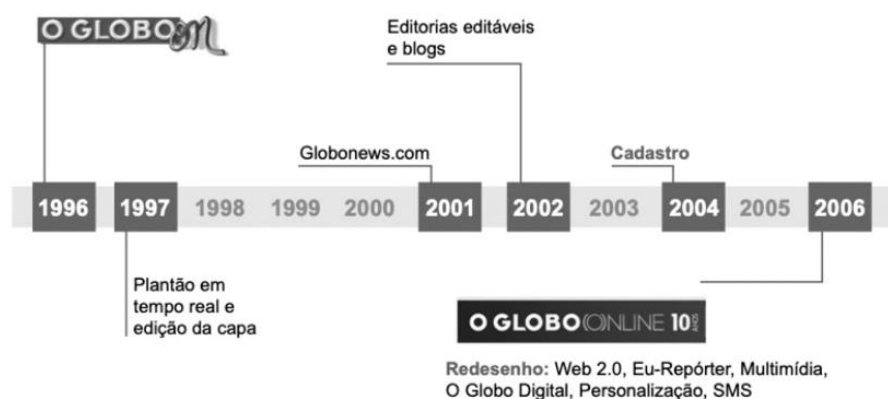 O GLOBO on
Editorias editáveis
e blogs
Globonews.com
Cadastro
1996 1997 1998 1999 2000 2001 2002 2003 2004 2005 2006
Plantão em
tempo real e
edição da capa
O GLOBO ONLINE 10 ANOS
Redesenho: Web 2.0, Eu-Repórter, Multimídia,
O Globo Digital, Personalização, SMS